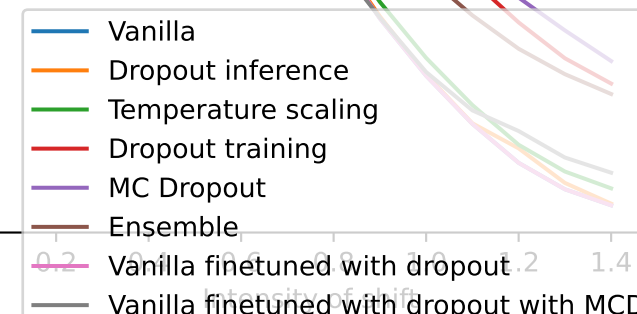 Vanilla
Dropout inference
Temperature scaling
Dropout training
MC Dropout
Ensemble
0.2 0.4 0.6 0.8 1.0 1.2 1.4
Vanilla finetuned with dropout
Intensity of shift
Vanilla finetuned with dropout with MCD